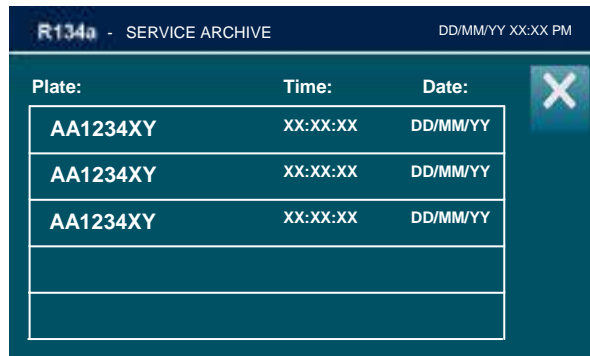 R134a - SERVICE ARCHIVE DD/MM/YY XX:XX PM
Plate: Time: Date:
AA1234XY XX:XX:XX DD/MM/YY
AA1234XY XX:XX:XX DD/MM/YY
AA1234XY XX:XX:XX DD/MM/YY